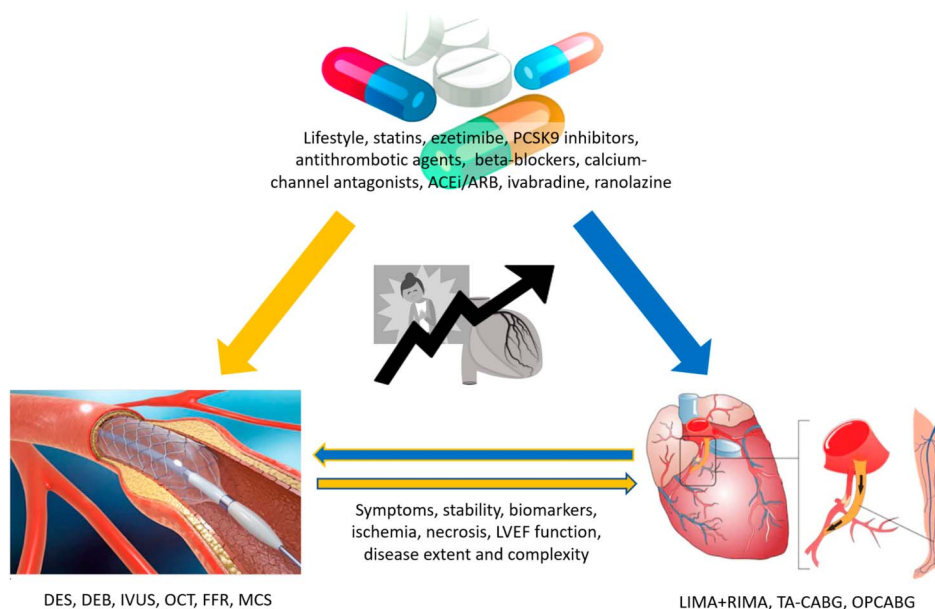 Lifestyle, statins, ezetimibe, PCSK9 inhibitors,
antithrombotic agents, beta-blockers, calcium-
channel antagonists, ACEi/ARB, ivabradine, ranolazine
Symptoms, stability, biomarkers,
ischemia, necrosis, LVEF function,
disease extent and complexity
DES, DEB, IVUS, OCT, FFR, MCS
LIMA+RIMA, TA-CABG, OPCABG